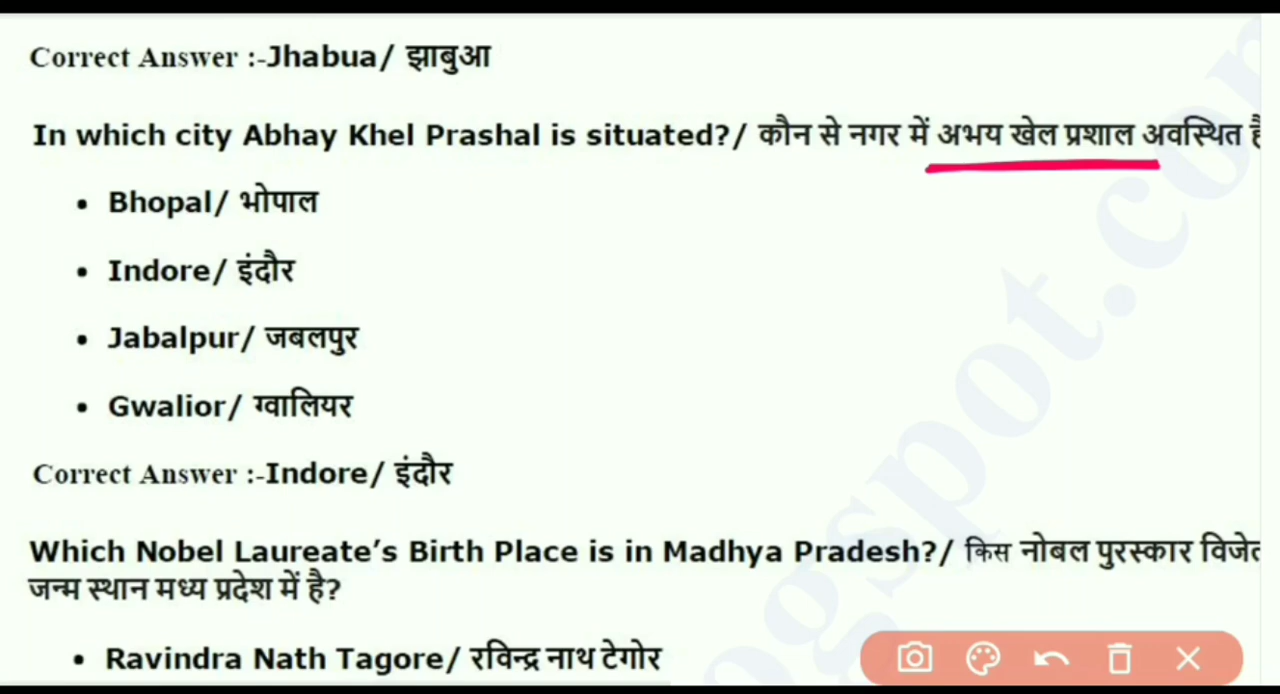 Correct Answer :-Jhabua/ झाबुआ
In which city Abhay Khel Prashal is situated?/ कौन से नगर में अभय खेल प्रशाल अवस्थित है
• Bhopal/ भोपाल
• Indore/ इंदौर
• Jabalpur/ जबलपुर
• Gwalior/ ग्वालियर
Correct Answer :-Indore/ इंदौर
Which Nobel Laureate’s Birth Place is in Madhya Pradesh?/ किस नोबल पुरस्कार
जन्म स्थान मध्य प्रदेश में है?
• Ravindra Nath Tagore/ रविन्द्र नाथ टेगोर
ogspot.com